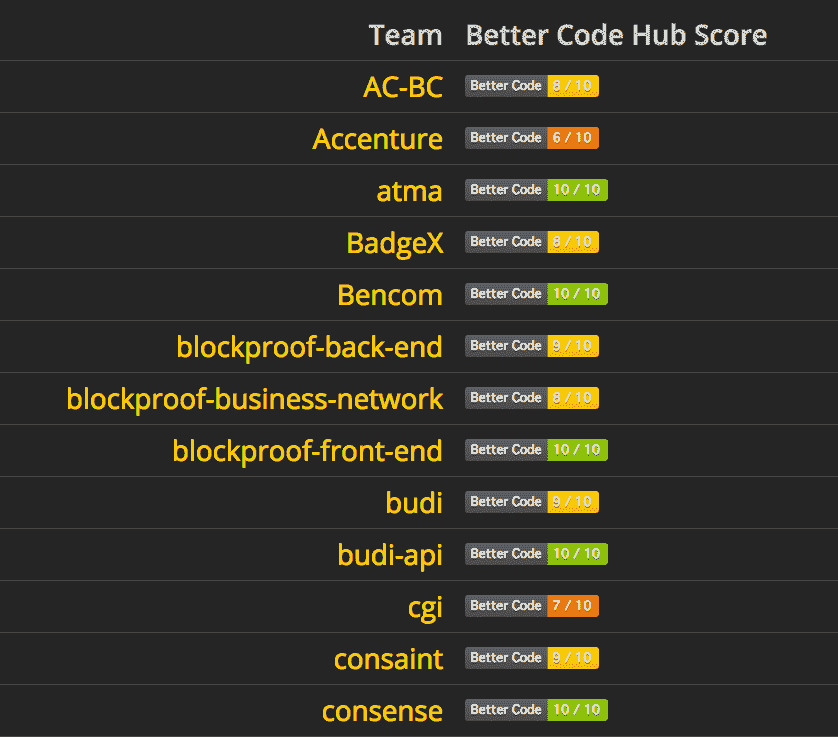 Team Better Code Hub Score
AC-BC Better Code 8 / 10
Accenture Better Code 6 / 10
atma Better Code 10 / 10
BadgeX Better Code 8 / 10
Bencom Better Code 10 / 10
blockproof-back-end Better Code 9 / 10
blockproof-business-network Better Code 8 / 10
blockproof-front-end Better Code 10 / 10
budi Better Code 9 / 10
budi-api Better Code 10 / 10
cgi Better Code 7 / 10
consaint Better Code 9 / 10
consense Better Code 10 / 10